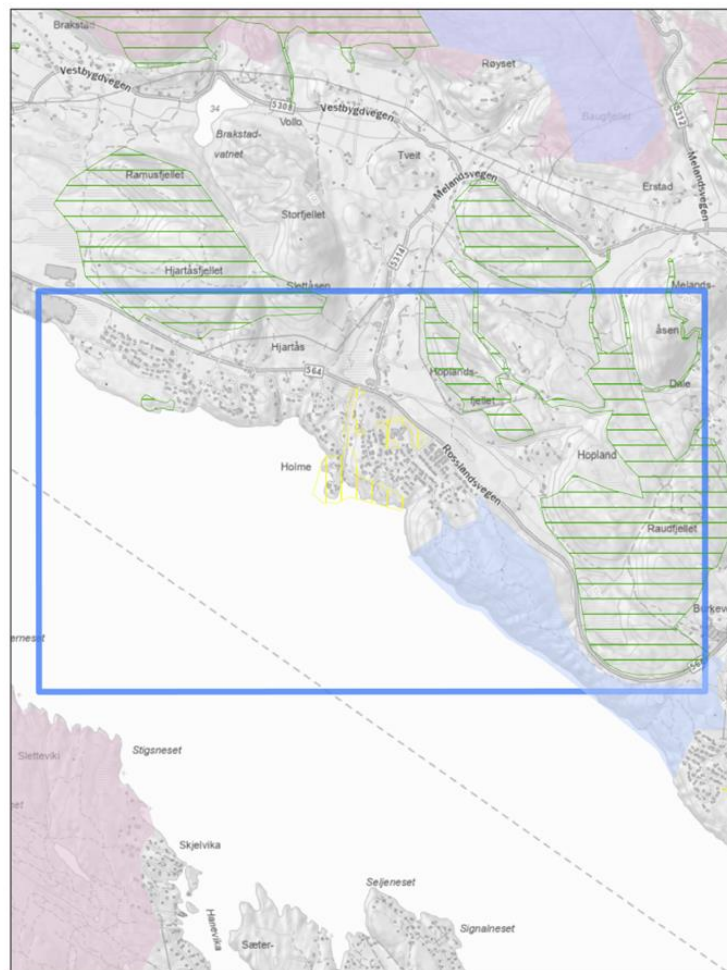 Brakstad
Vestbygdvegen
34
5308
Vestbygdvegen
Røyset
Vollo
Brakstad-
vatnet
Baugfjellet
5312
Melandsvegen
Tveit
Ramusfjellet
Melandsvegen
Erstad
Storfjellet
5314
Hjartåsfjellet
Slettåsen
Melands-
åsen
Hjartås
564
Hoplands-
fjellet
Dale
Rosslandsvegen
Holme
Hopland
Raudfjellet
erneset
564
Sletteviki
Stigsneset
Skjelvika
Hanevika
Seljeneset
Signalneset
Sæter-